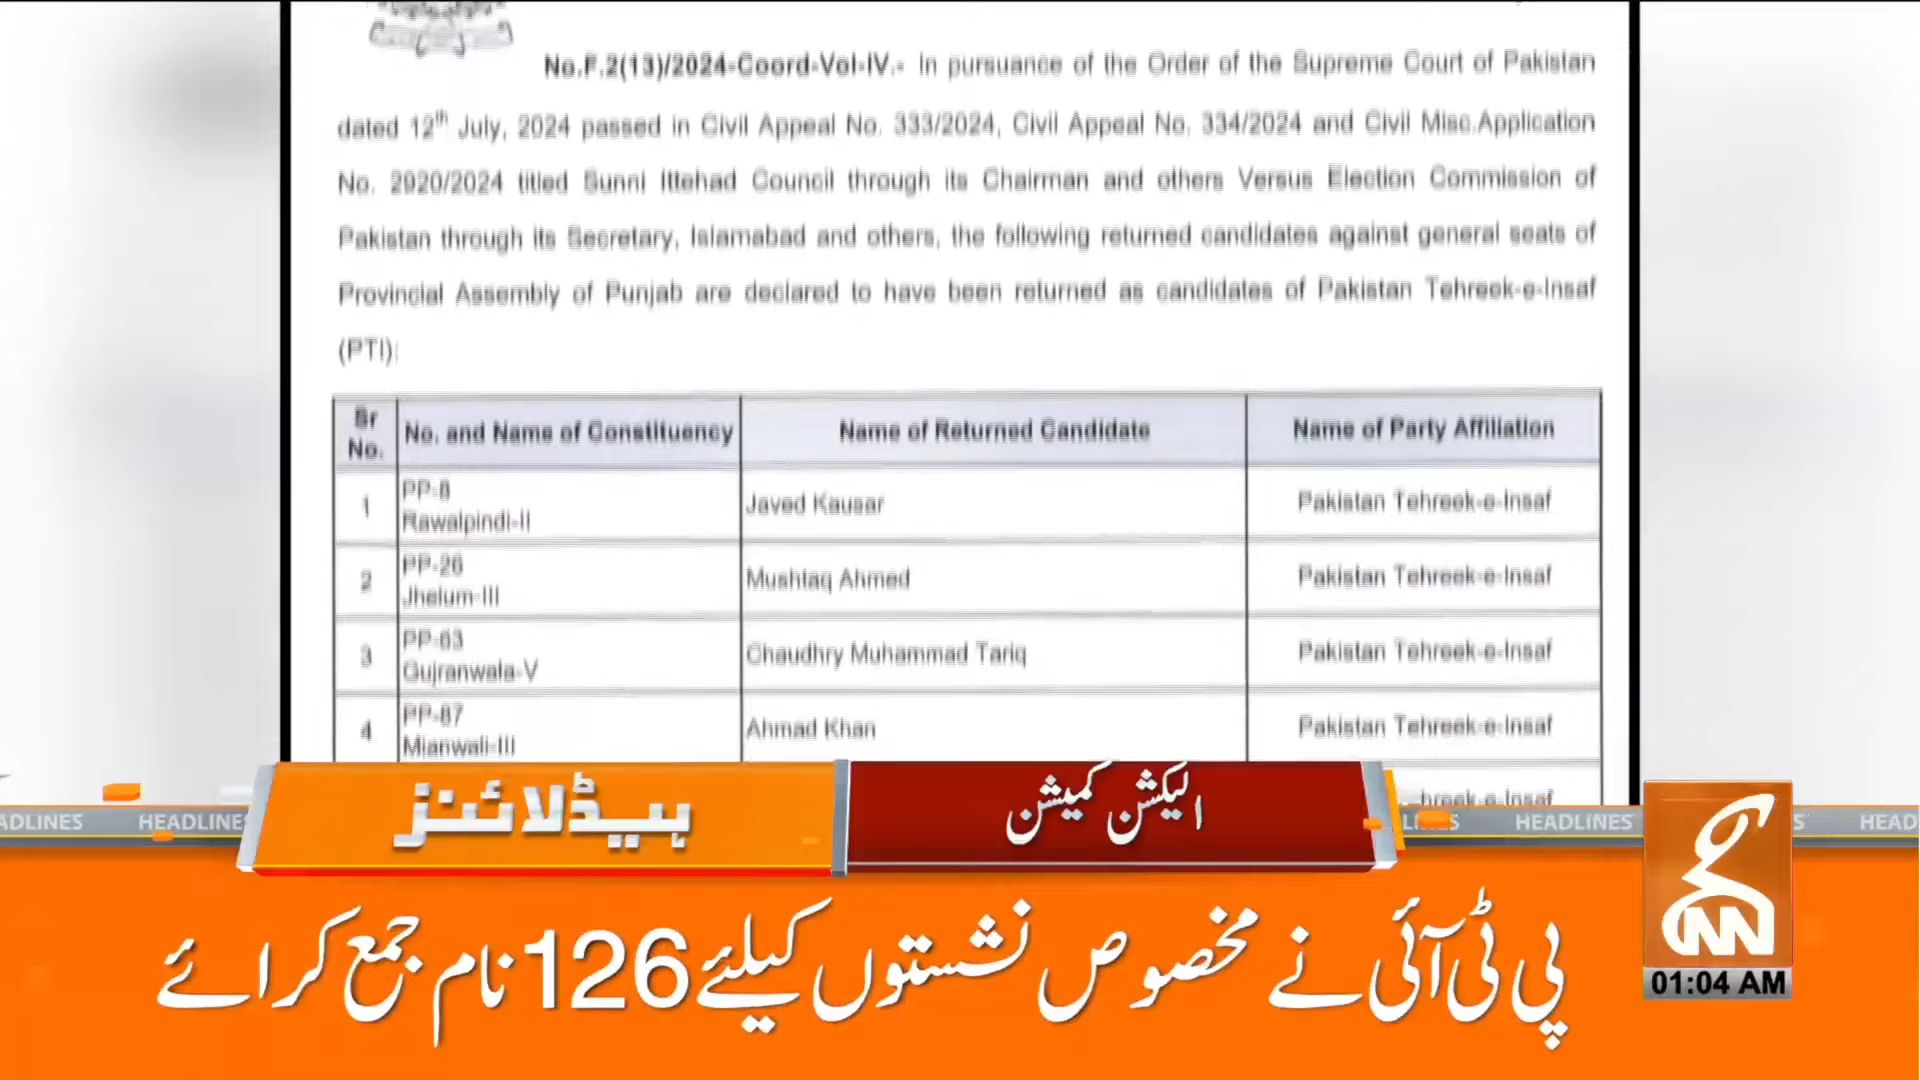 No.F.2(13)/2024-Coord-Vol-IV.- In pursuance of the Order of the Supreme Court of Pakistan
dated 12th July, 2024 passed in Civil Appeal No. 333/2024, Civil Appeal No. 334/2024 and Civil Misc.Application
No. 2920/2024 titled Sunni Ittehad Council through its Chairman and others Versus Election Commission of
Pakistan through its Secretary, Islamabad and others, the following returned candidates against general seats of
Provincial Assembly of Punjab are declared to have been returned as candidates of Pakistan Tehreek-e-Insaf
(PTI):
Sr No. No. and Name of Constituency Name of Returned Candidate Name of Party Affiliation
1 PP-8 Rawalpindi-II Javed Kausar Pakistan Tehreek-e-Insaf
2 PP-26 Jhelum-III Mushtaq Ahmed Pakistan Tehreek-e-Insaf
3 PP-63 Gujranwala-V Chaudhry Muhammad Tariq Pakistan Tehreek-e-Insaf
4 PP-87 Mianwali-III Ahmad Khan Pakistan Tehreek-e-Insaf
hreek-e-Insaf
ADLINES HEADLINES HEADLINES HEAD
ہیڈلائنز
الیکشن کمیشن
پی ٹی آئی نے مخصوص نشستوں کیلئے 126 نام جمع کرا ئے
GNN
01:04 AM